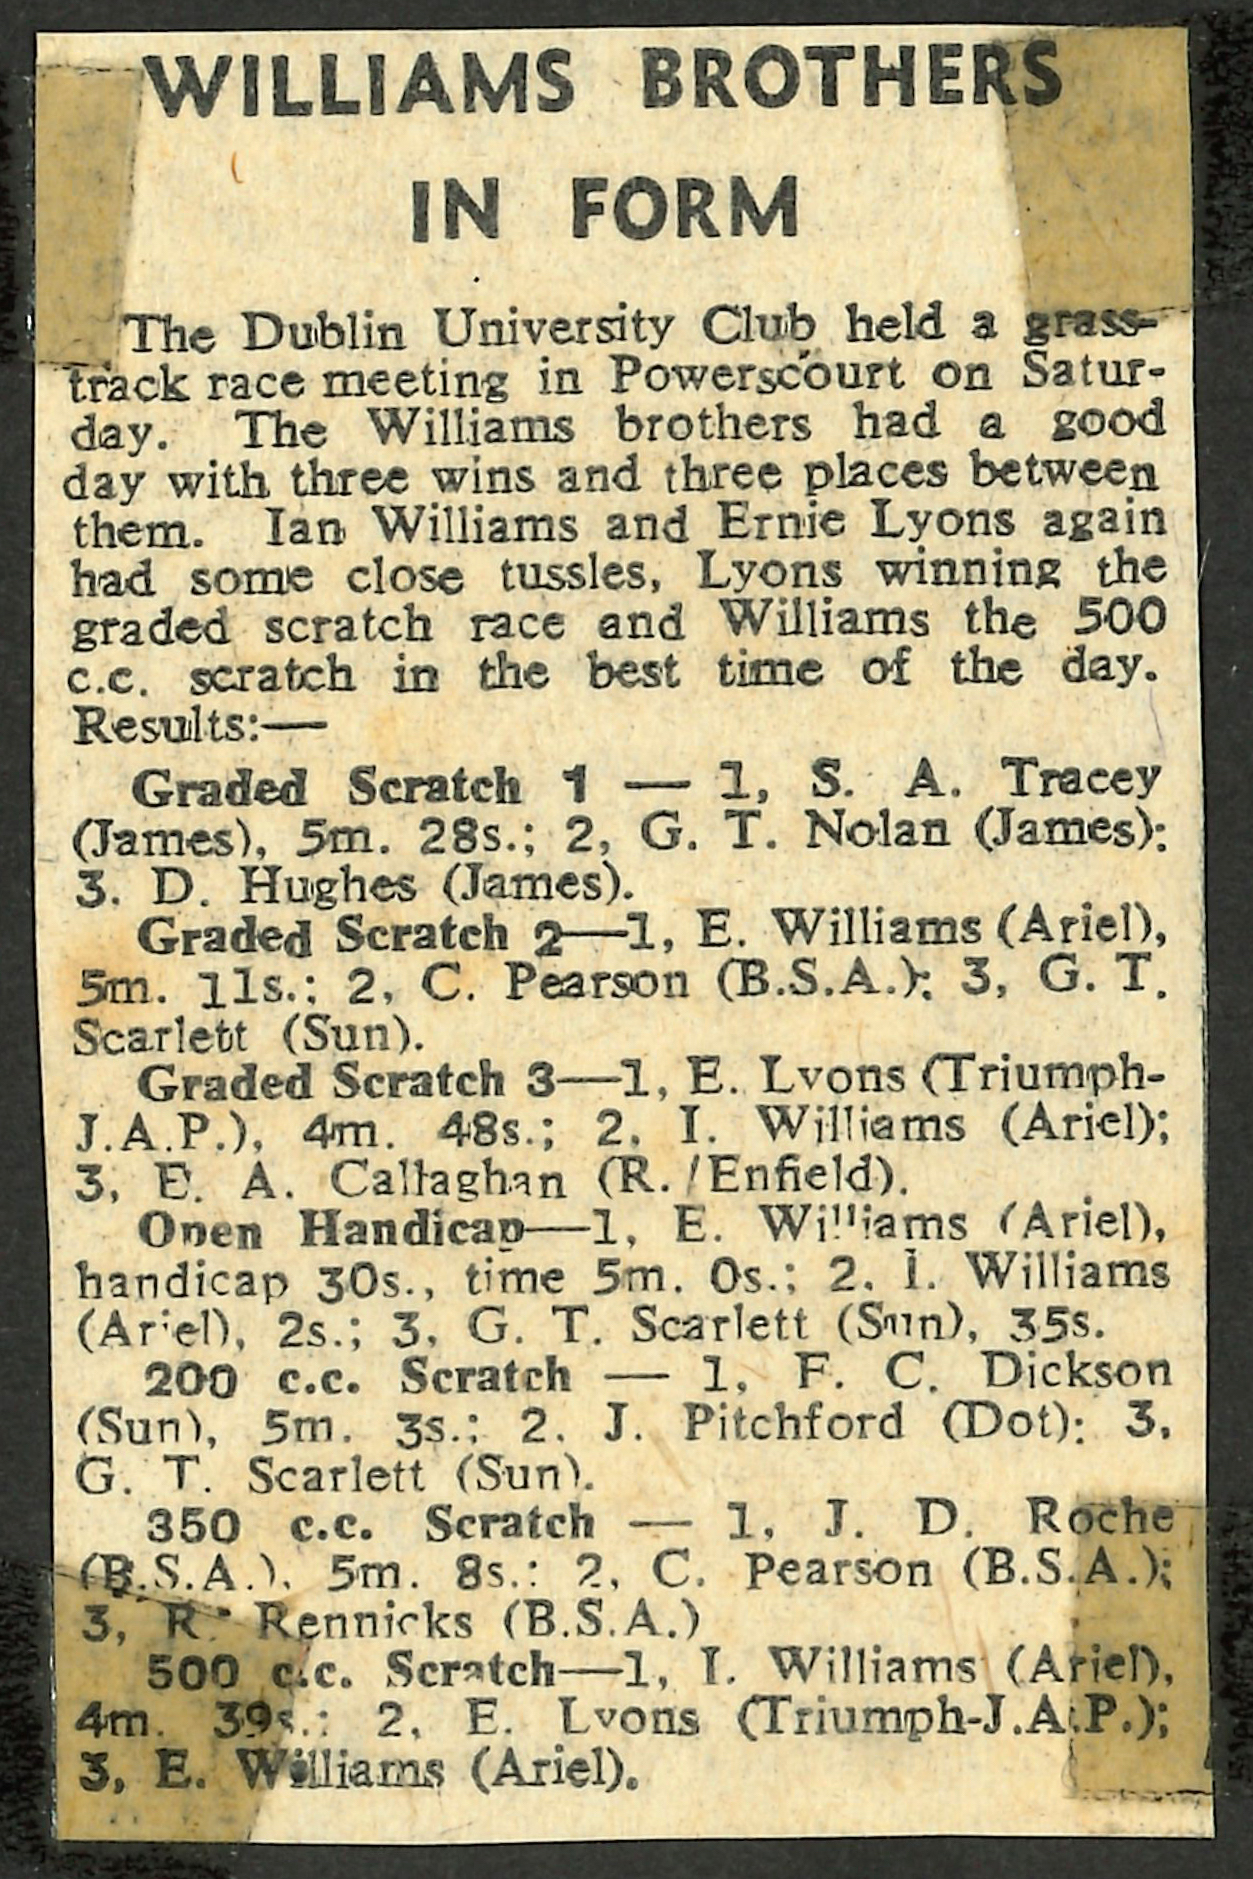 WILLIAMS BROTHERS
IN FORM
The Dublin University Club held a grass-
track race meeting in Powerscourt on Satur-
day. The Williams brothers had a good
day with three wins and three places between
them. Ian Williams and Ernie Lyons again
had some close tussles, Lyons winning the
graded scratch race and Williams the 500
c.c. scratch in the best time of the day.
Results:—
Graded Scratch 1 — 1, S. A. Tracey
(James), 5m. 28s.; 2, G. T. Nolan (James);
3. D. Hughes (James).
Graded Scratch 2—1, E. Williams (Ariel),
5m. 11s.; 2, C. Pearson (B.S.A.); 3, G. T.
Scarlett (Sun).
Graded Scratch 3—1, E. Lyons (Triumph-
J.A.P.), 4m. 48s.; 2, I. Williams (Ariel);
3, E. A. Callaghan (R. /Enfield).
Open Handicap—1, E. Williams (Ariel),
handicap 30s., time 5m. 0s.; 2, I. Williams
(Ariel), 2s.; 3, G. T. Scarlett (Sun), 35s.
200 c.c. Scratch — 1, F. C. Dickson
(Sun), 5m. 3s.; 2, J. Pitchford (Dot); 3,
G. T. Scarlett (Sun).
350 c.c. Scratch — 1, J. D. Roche
(B.S.A.), 5m. 8s.; 2, C. Pearson (B.S.A.);
3, R. Rennicks (B.S.A.)
500 c.c. Scratch—1, I. Williams (Ariel),
4m. 39s.; 2, E. Lyons (Triumph-J.A.P.);
3, E. Williams (Ariel).